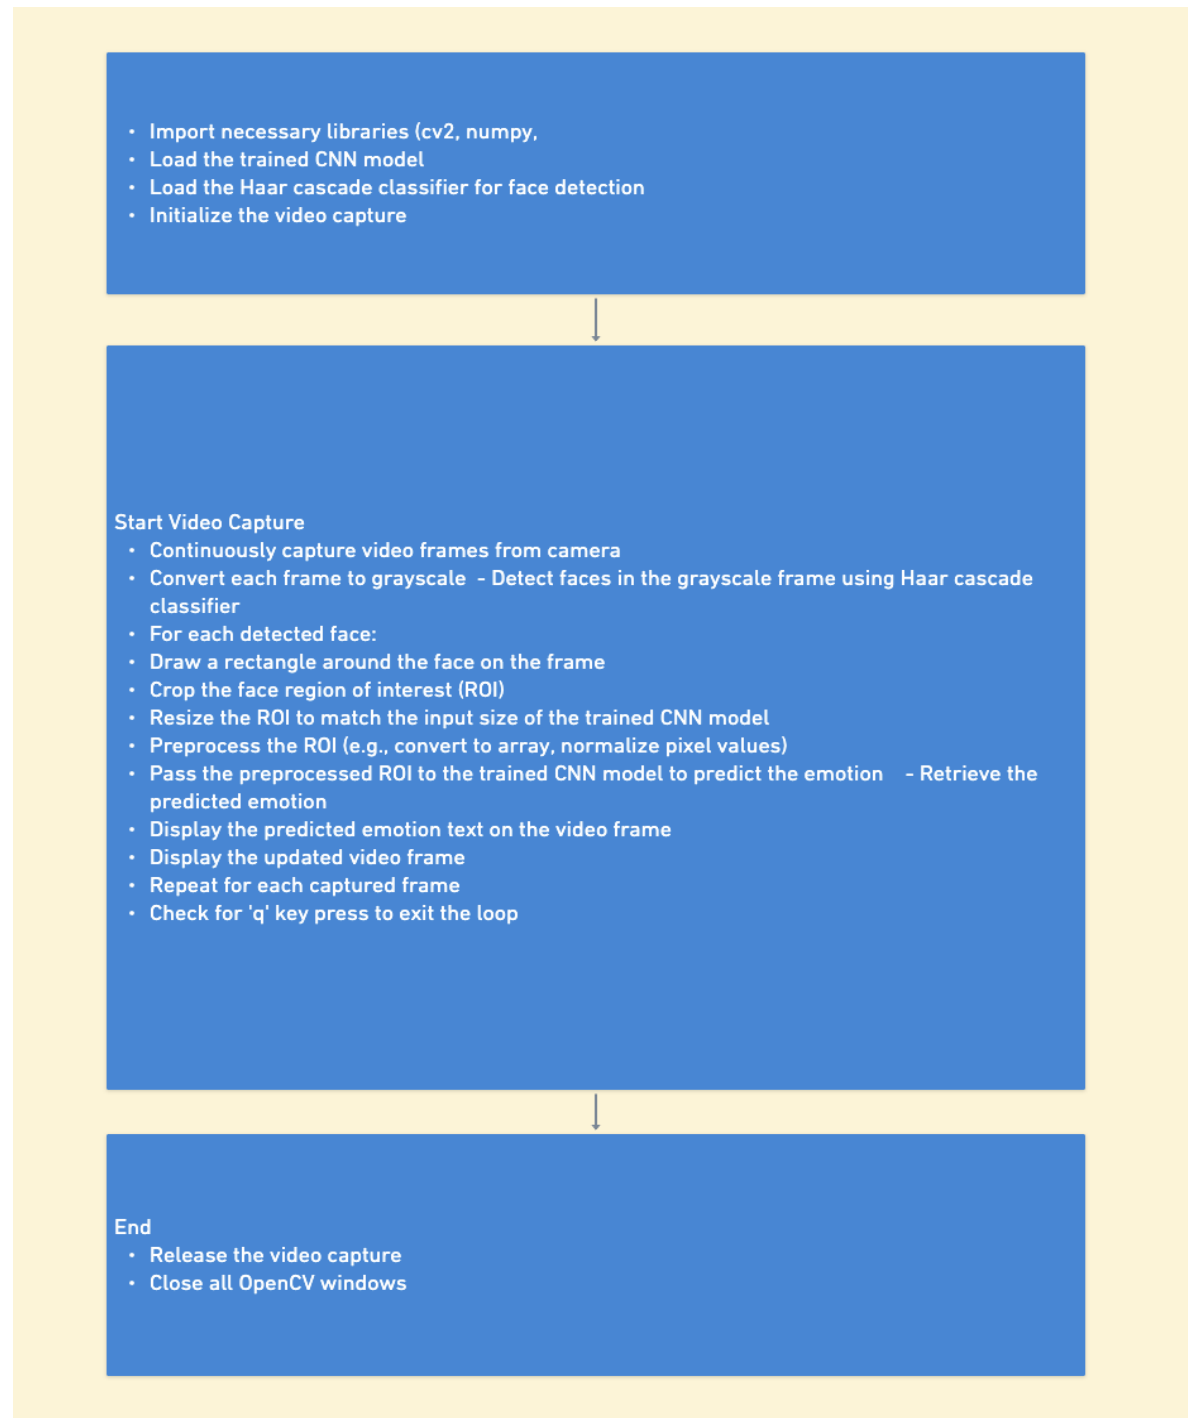 • Import necessary libraries (cv2, numpy,
• Load the trained CNN model
• Load the Haar cascade classifier for face detection
• Initialize the video capture
Start Video Capture
• Continuously capture video frames from camera
• Convert each frame to grayscale  - Detect faces in the grayscale frame using Haar cascade
classifier
• For each detected face:
• Draw a rectangle around the face on the frame
• Crop the face region of interest (ROI)
• Resize the ROI to match the input size of the trained CNN model
• Preprocess the ROI (e.g., convert to array, normalize pixel values)
• Pass the preprocessed ROI to the trained CNN model to predict the emotion    - Retrieve the
predicted emotion
• Display the predicted emotion text on the video frame
• Display the updated video frame
• Repeat for each captured frame
• Check for 'q' key press to exit the loop
End
• Release the video capture
• Close all OpenCV windows